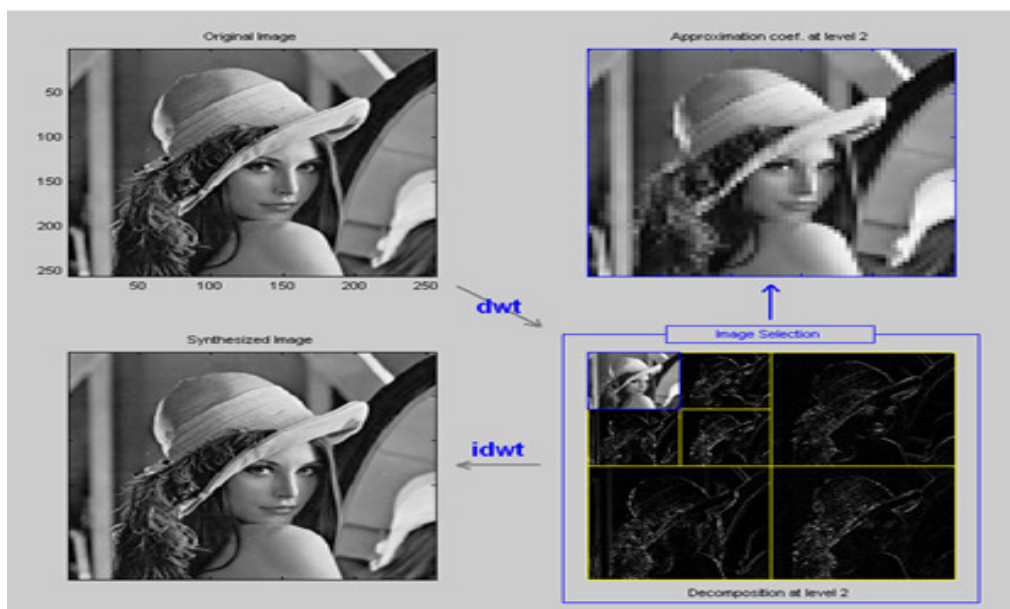 Original Image
Approximation coef. at level 2
50
100
150
200
250
50 100 150 200 250
dwt
Synthesized Image
Image Selection
idwt
Decomposition at level 2